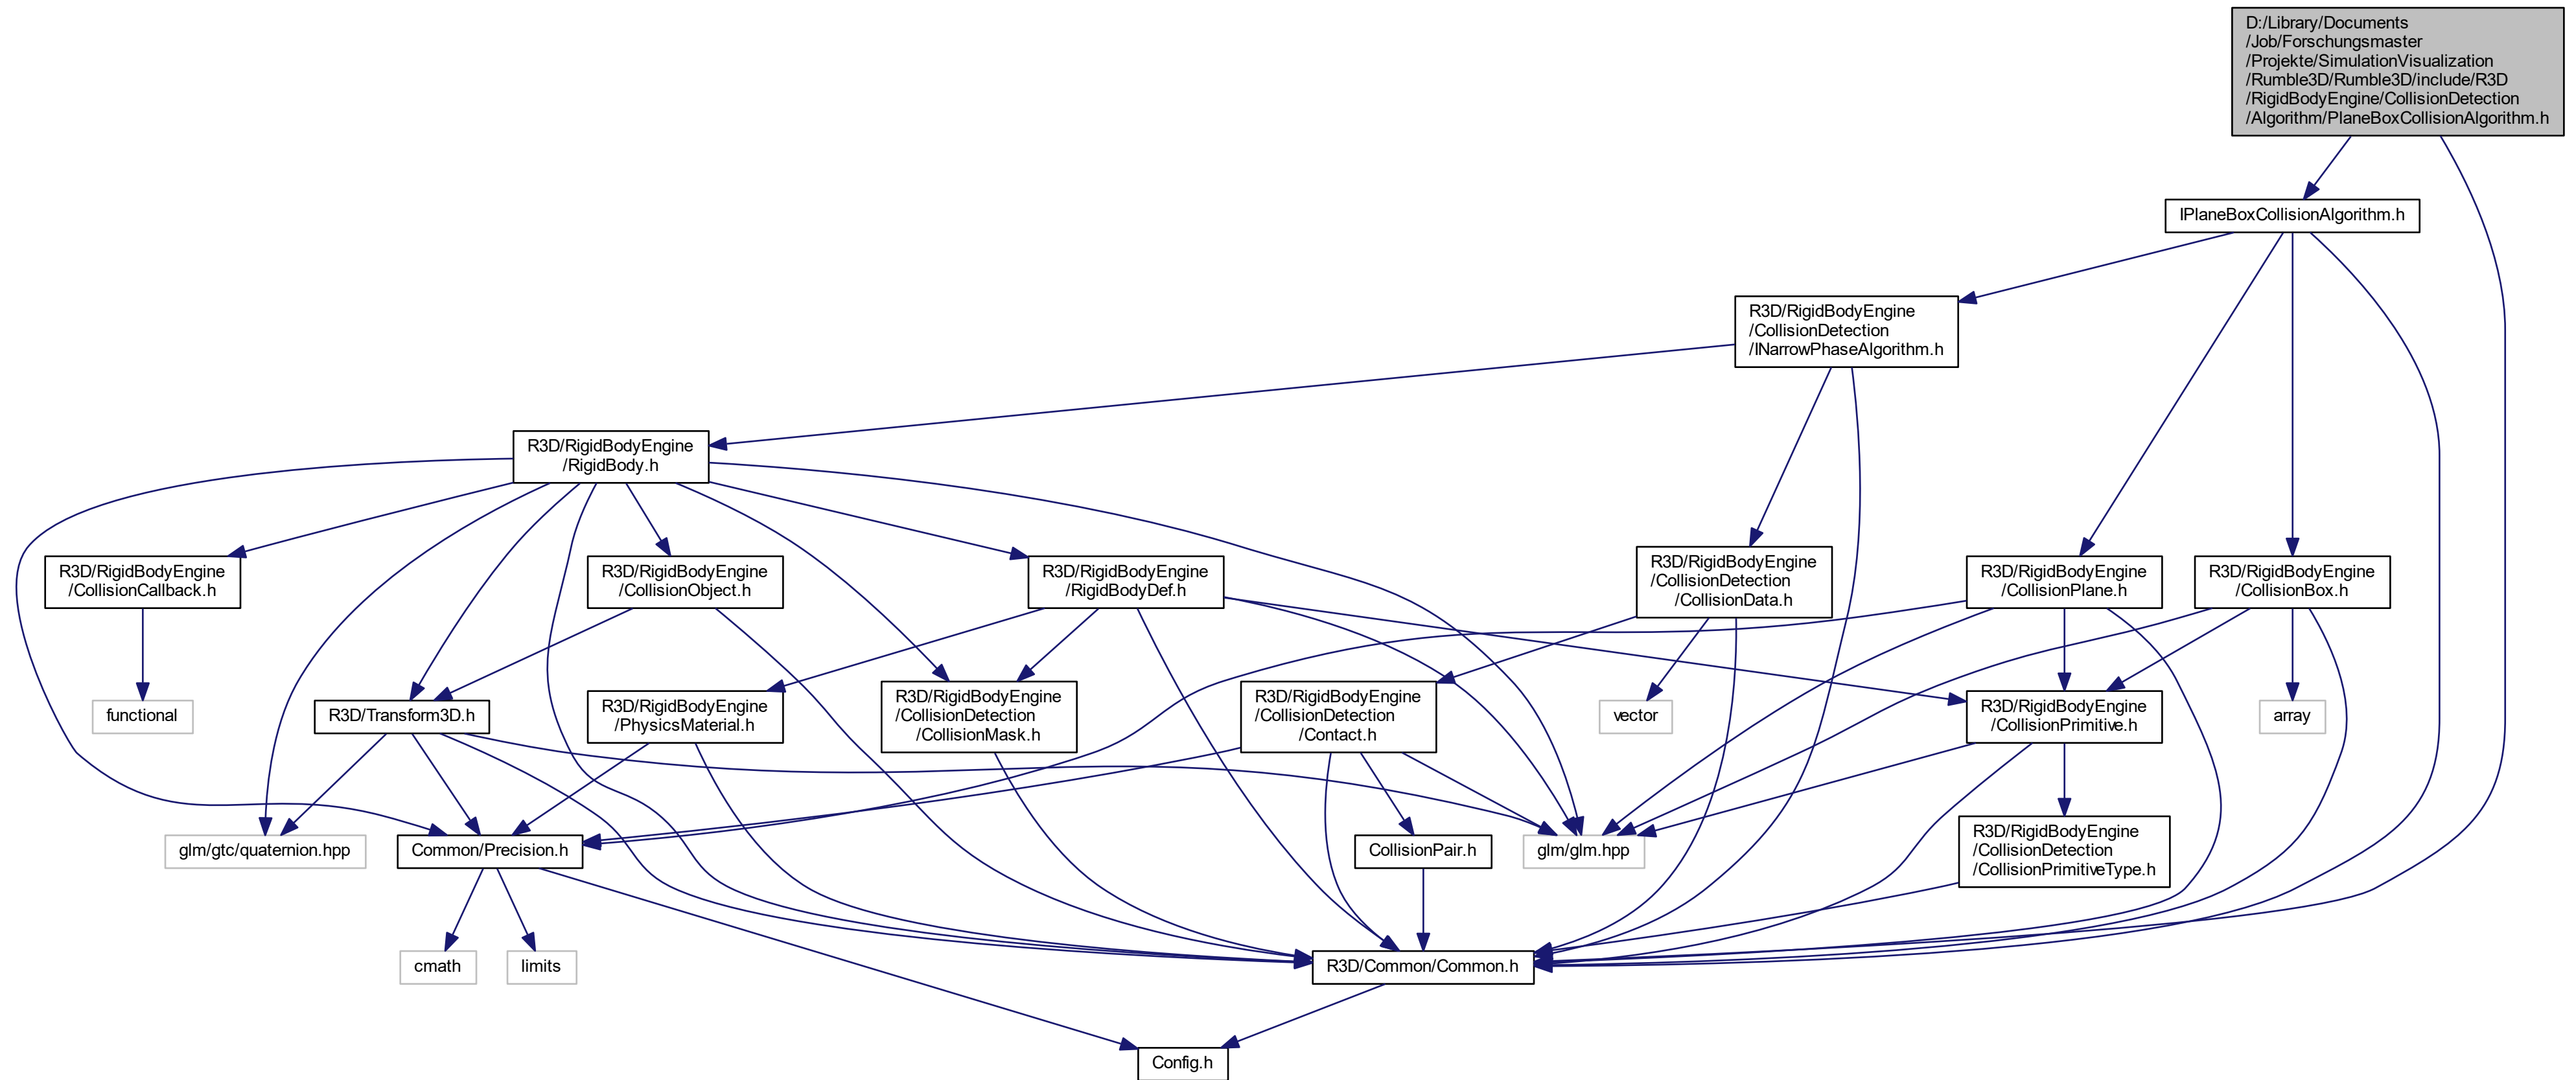 D:/Library/Documents
/Job/Forschungsmaster
/Projekte/SimulationVisualization
/Rumble3D/Rumble3D/include/R3D
/RigidBodyEngine/CollisionDetection
/Algorithm/PlaneBoxCollisionAlgorithm.h
IPlaneBoxCollisionAlgorithm.h
R3D/RigidBodyEngine
/CollisionDetection
/INarrowPhaseAlgorithm.h
R3D/RigidBodyEngine
/RigidBody.h
R3D/RigidBodyEngine
/CollisionCallback.h
R3D/RigidBodyEngine
/CollisionObject.h
R3D/RigidBodyEngine
/RigidBodyDef.h
R3D/RigidBodyEngine
/CollisionDetection
/CollisionData.h
R3D/RigidBodyEngine
/CollisionPlane.h
R3D/RigidBodyEngine
/CollisionBox.h
functional
R3D/Transform3D.h
R3D/RigidBodyEngine
/PhysicsMaterial.h
R3D/RigidBodyEngine
/CollisionDetection
/CollisionMask.h
R3D/RigidBodyEngine
/CollisionDetection
/Contact.h
vector
R3D/RigidBodyEngine
/CollisionPrimitive.h
array
glm/gtc/quaternion.hpp
Common/Precision.h
CollisionPair.h
glm/glm.hpp
R3D/RigidBodyEngine
/CollisionDetection
/CollisionPrimitiveType.h
cmath
limits
R3D/Common/Common.h
Config.h